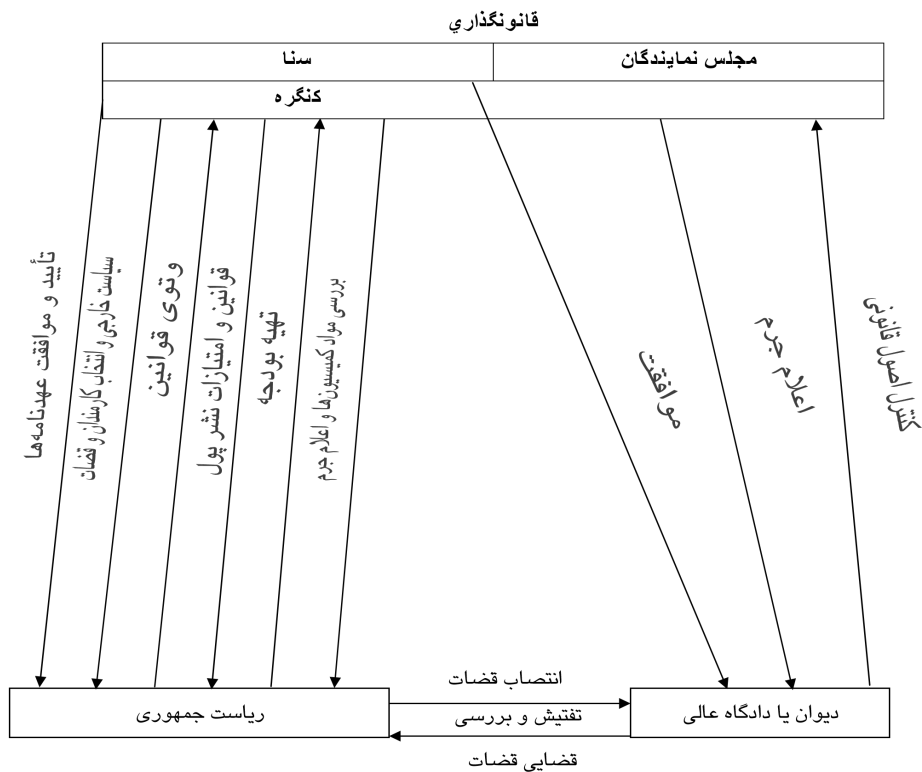 قانونگذاري
مجلس نمایندگان
سنا
کنگره
تأیید و موافقت عهدنامه‌ها
سیاست خارجی و انتخاب کارمندان و قضات
وتوی قوانین
قوانین و امتیازات نشر پول
تهیه بودجه
بررسی مواد کمیسیون‌ها و اعلام جرم
موافقت
اعلام جرم
کنترل اصول قانونی
انتصاب قضات
ریاست جمهوری
تفتیش و بررسی
دیوان یا دادگاه عالی
قضایی قضات